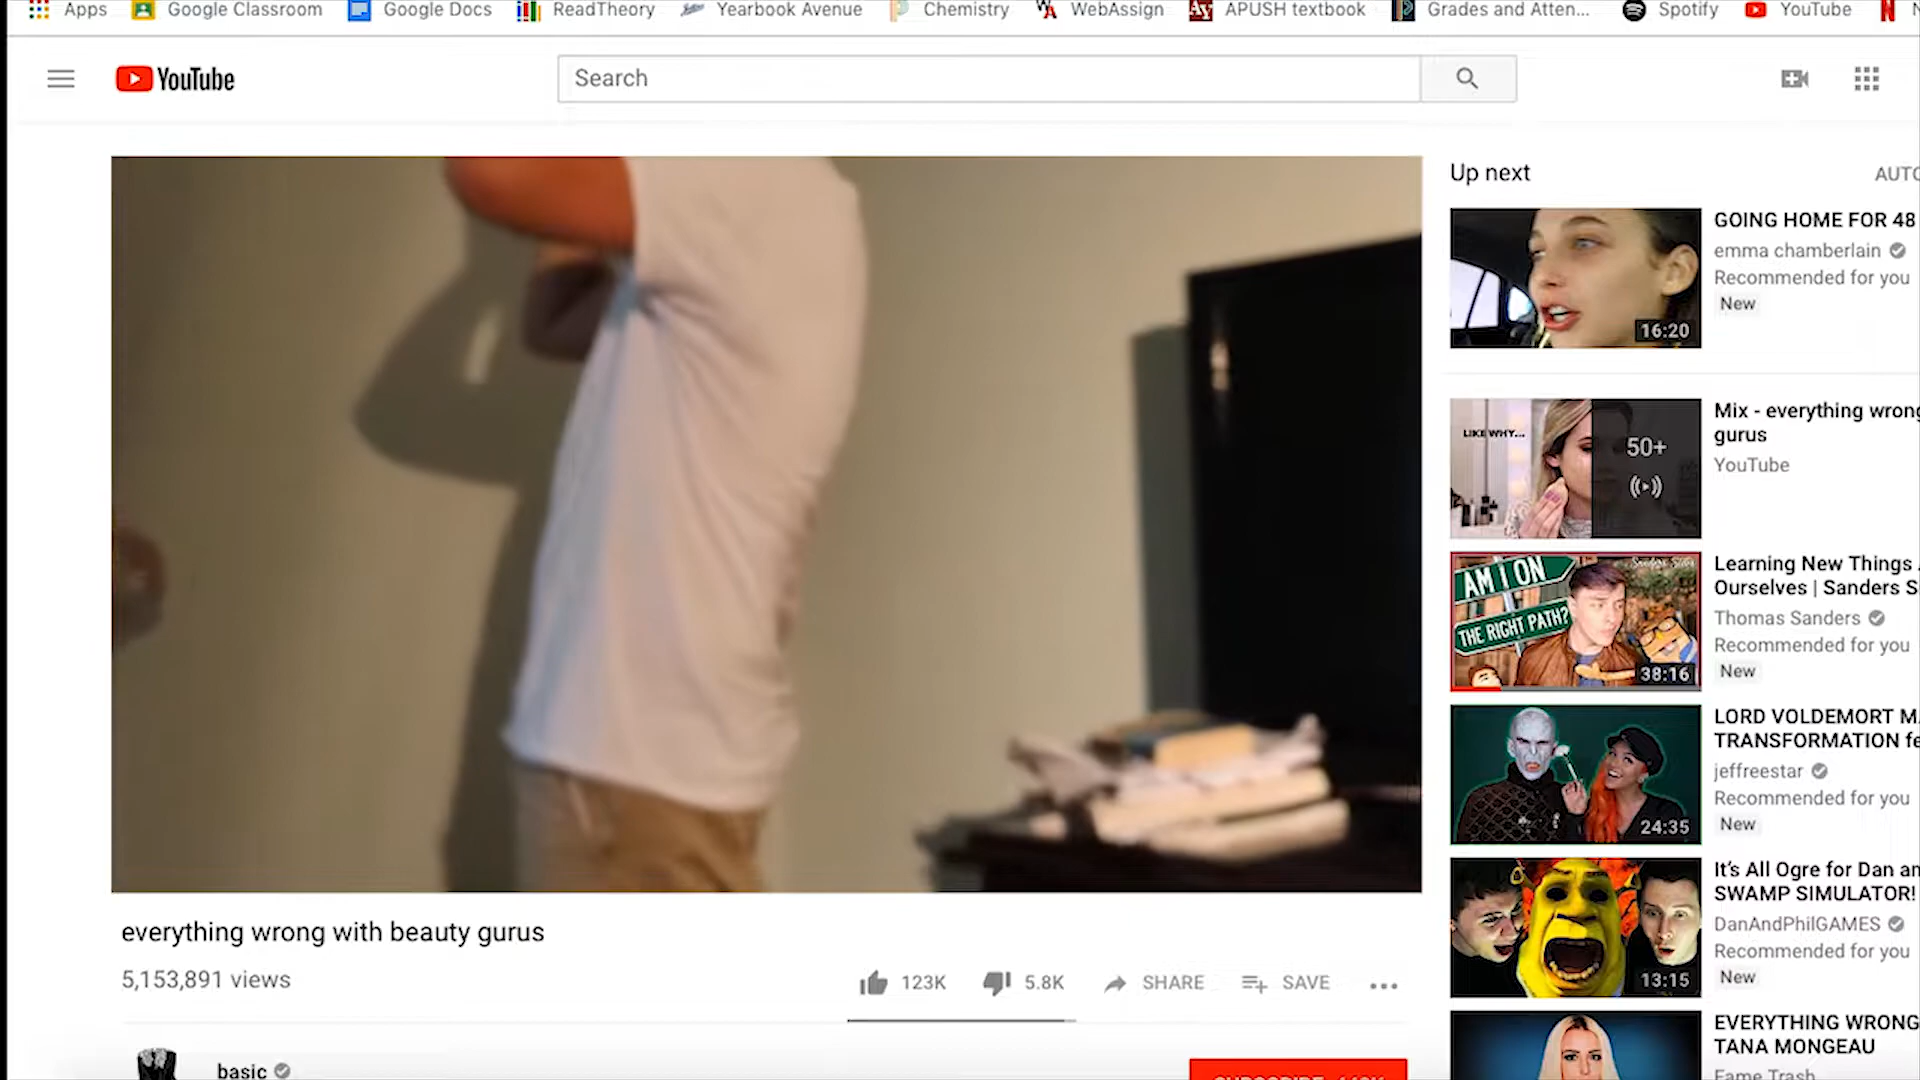 Apps Google Classroom Google Docs ReadTheory Yearbook Avenue Chemistry WebAssign APUSH textbook Grades and Atten... Spotify YouTube
YouTube
Search
Up next
AUTO
GOING HOME FOR 48
emma chamberlain
Recommended for you
New
16:20
Mix - everything wrong
gurus
YouTube
LIKE WHY...
50+
Learning New Things
Ourselves | Sanders S
Thomas Sanders
Recommended for you
New
AM I ON
THE RIGHT PATH?
38:16
LORD VOLDEMORT M
TRANSFORMATION fe
jeffreestar
Recommended for you
New
24:35
It's All Ogre for Dan an
SWAMP SIMULATOR!
DanAndPhilGAMES
Recommended for you
New
13:15
EVERYTHING WRONG
TANA MONGEAU
Fame Trash
everything wrong with beauty gurus
5,153,891 views
123K 5.8K SHARE SAVE
basic